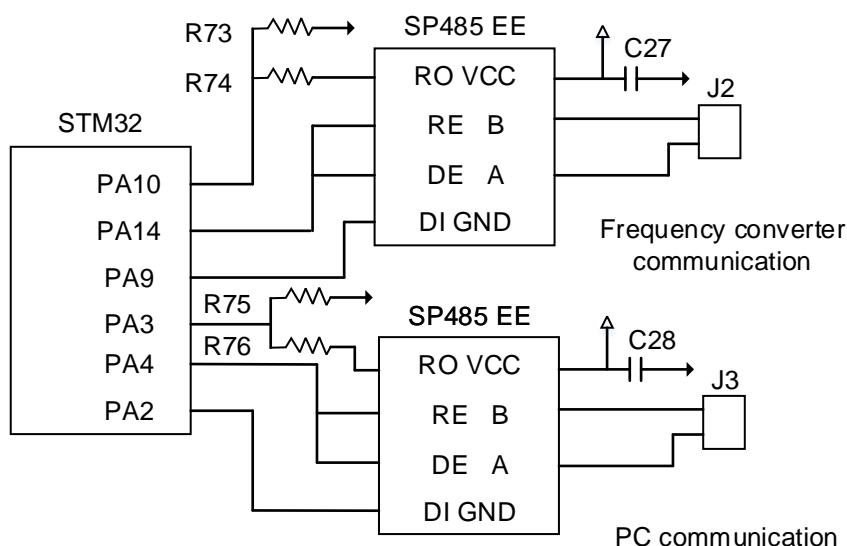 R73
SP485 EE
C27
R74
RO VCC
J2
STM32
RE B
PA10
DE A
PA14
DI GND
Frequency converter
communication
PA9
R75
PA3
SP485 EE
R76
C28
PA4
RO VCC
J3
PA2
RE B
DE A
DI GND
PC communication